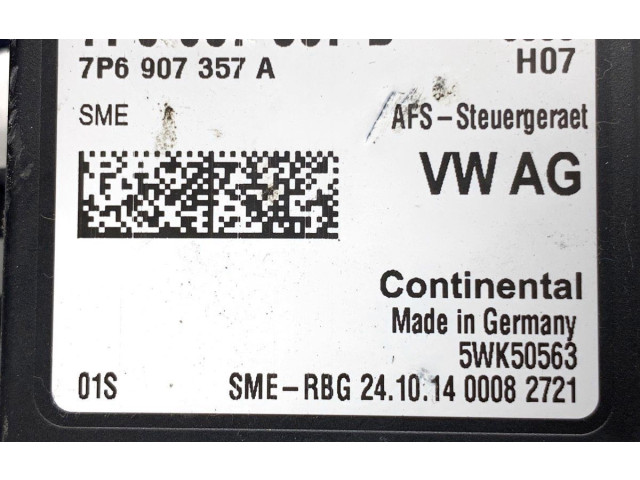 H07
7P6 907 357 A
SME AFS-Steuergeraet
VW AG
Continental
Made in Germany
5WK50563
01S SME-RBG 24.10.14 0008 2721